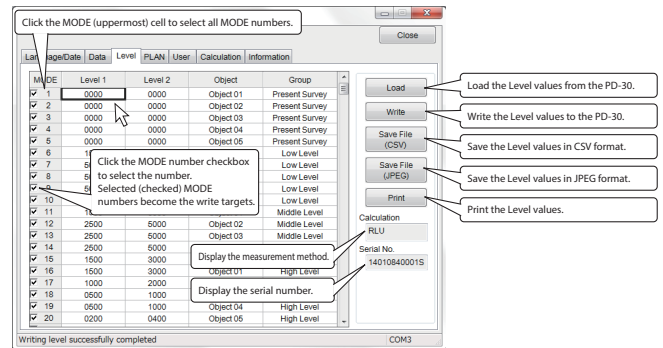 Click the MODE (uppermost) cell to select all MODE numbers.
Close
Language/Date Data Level PLAN User Calculation Information
MODE Level 1 Level 2 Object Group
1 0000 0000 Object 01 Present Survey
2 0000 0000 Object 02 Present Survey
3 0000 0000 Object 03 Present Survey
4 0000 0000 Object 04 Present Survey
5 0000 0000 Object 05 Present Survey
6 Low Level
7 Low Level
8 Low Level
9 Low Level
10 Low Level
11 Middle Level
12 2500 5000 Object 02 Middle Level
13 2500 5000 Object 03 Middle Level
14 2500 5000
15 1500 3000
16 1500 3000 Object 01 High Level
17 1000 2000
18 0500 1000
19 0500 1000 Object 04 High Level
20 0200 0400 Object 05 High Level
Click the MODE number checkbox
to select the number.
Selected (checked) MODE
numbers become the write targets.
Load
Write
Save File
(CSV)
Save File
(JPEG)
Print
Calculation
RLU
Serial No.
14010840001S
Load the Level values from the PD-30.
Write the Level values to the PD-30.
Save the Level values in CSV format.
Save the Level values in JPEG format.
Print the Level values.
Display the measurement method.
Display the serial number.
Writing level successfully completed
COM3